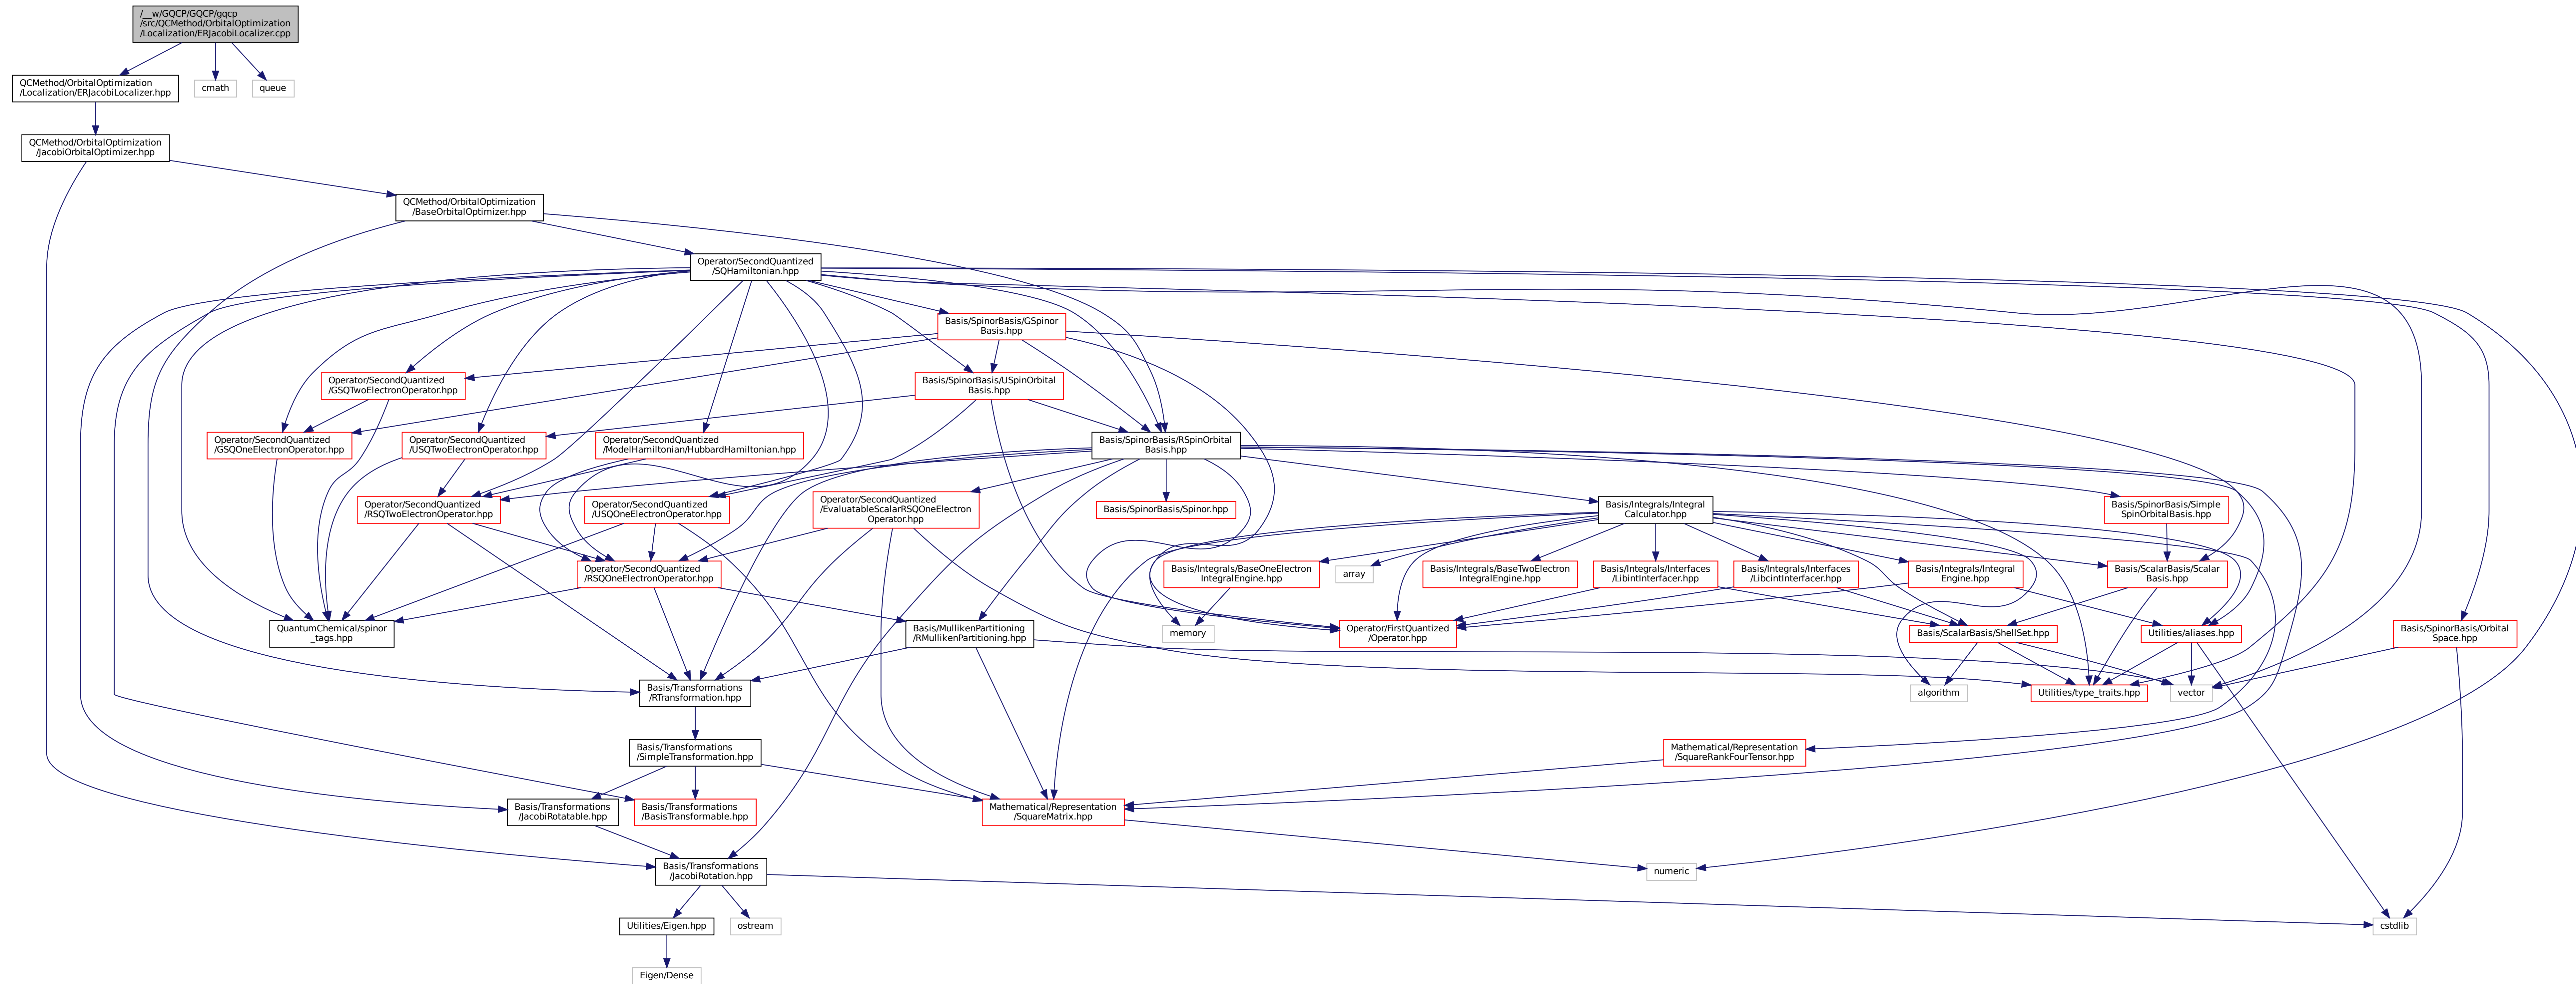 /__w/GQCP/GQCP/gqcp
/src/QCMethod/OrbitalOptimization
/Localization/ERJacobiLocalizer.cpp
QCMethod/OrbitalOptimization
/Localization/ERJacobiLocalizer.hpp
cmath
queue
QCMethod/OrbitalOptimization
/JacobiOrbitalOptimizer.hpp
QCMethod/OrbitalOptimization
/BaseOrbitalOptimizer.hpp
Operator/SecondQuantized
/SQHamiltonian.hpp
Basis/SpinorBasis/GSpinor
Basis.hpp
Operator/SecondQuantized
/GSQTwoElectronOperator.hpp
Basis/SpinorBasis/USpinOrbital
Basis.hpp
Operator/SecondQuantized
/GSQOneElectronOperator.hpp
Operator/SecondQuantized
/USQTwoElectronOperator.hpp
Operator/SecondQuantized
/ModelHamiltonian/HubbardHamiltonian.hpp
Basis/SpinorBasis/RSpinOrbital
Basis.hpp
Operator/SecondQuantized
/RSQTwoElectronOperator.hpp
Operator/SecondQuantized
/USQOneElectronOperator.hpp
Operator/SecondQuantized
/EvaluatableScalarRSQOneElectron
Operator.hpp
Basis/SpinorBasis/Spinor.hpp
Basis/Integrals/Integral
Calculator.hpp
Basis/SpinorBasis/Simple
SpinOrbitalBasis.hpp
Operator/SecondQuantized
/RSQOneElectronOperator.hpp
Basis/Integrals/BaseOneElectron
IntegralEngine.hpp
array
Basis/Integrals/BaseTwoElectron
IntegralEngine.hpp
Basis/Integrals/Interfaces
/LibintInterfacer.hpp
Basis/Integrals/Interfaces
/LibcintInterfacer.hpp
Basis/Integrals/Integral
Engine.hpp
Basis/ScalarBasis/Scalar
Basis.hpp
QuantumChemical/spinor
_tags.hpp
Basis/MullikenPartitioning
/RMullikenPartitioning.hpp
memory
Operator/FirstQuantized
/Operator.hpp
Basis/ScalarBasis/ShellSet.hpp
Utilities/aliases.hpp
Basis/SpinorBasis/Orbital
Space.hpp
Basis/Transformations
/RTransformation.hpp
algorithm
Utilities/type_traits.hpp
vector
Basis/Transformations
/SimpleTransformation.hpp
Mathematical/Representation
/SquareRankFourTensor.hpp
Basis/Transformations
/JacobiRotatable.hpp
Basis/Transformations
/BasisTransformable.hpp
Mathematical/Representation
/SquareMatrix.hpp
Basis/Transformations
/JacobiRotation.hpp
numeric
Utilities/Eigen.hpp
ostream
cstdlib
Eigen/Dense